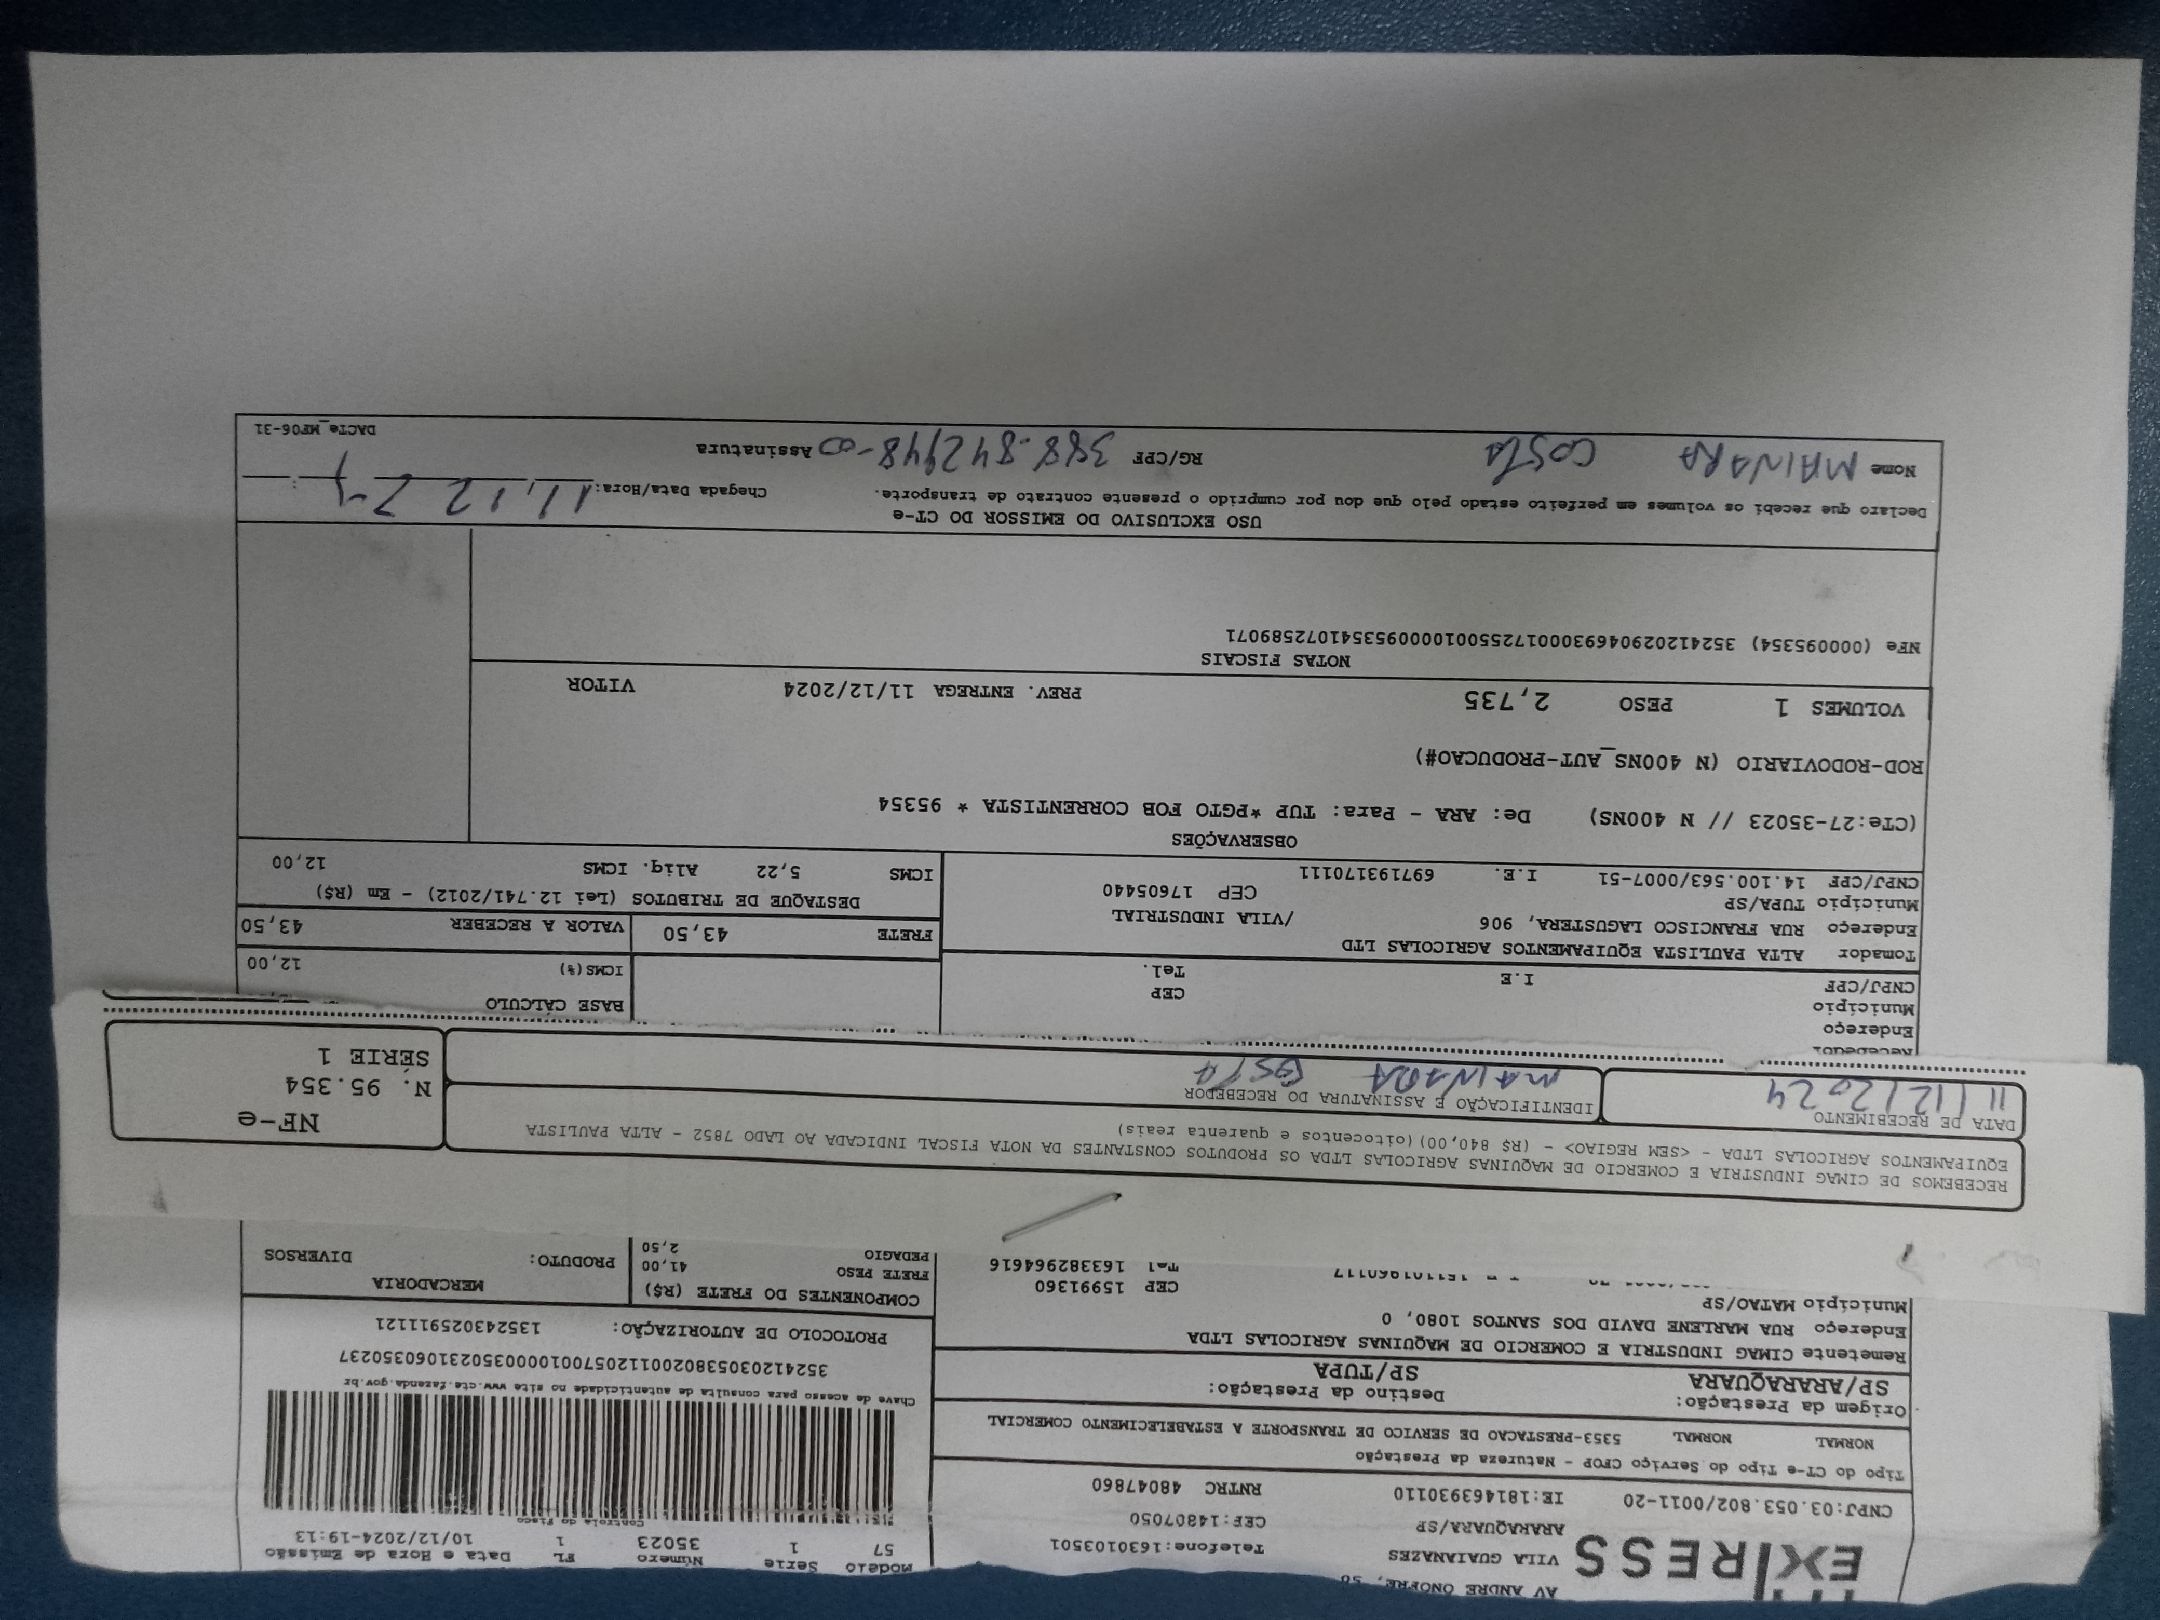 EXPRESS
AV ANDRE ONOFRE,
VILA GUAIANAZES
Telefone:1630103501
ARARAQUARA/SP
CEP:14807050
CNPJ:03.053.802/0011-20 IE:181463930110 RNTRC 48047860
Modelo Serie Número FL Data e Hora de Emissão
57 1 35023 1 10/12/2024-19:13
Controle do Fisco
Tipo do CT-e Tipo do Serviço CFOP - Natureza da Prestação
NORMAL NORMAL 5353-PRESTACAO DE SERVICO DE TRANSPORTE A ESTABELECIMENTO COMERCIAL
Chave de acesso para consulta de autenticidade no site www.cte.fazenda.gov.br
35241203053802001120570010000350231060350237
PROTOCOLO DE AUTORIZAÇÃO: 135243025911121
Origem da Prestação: Destino da Prestação:
SP/ARARAQUARA SP/TUPA
Remetente CIMAG INDUSTRIA E COMERCIO DE MAQUINAS AGRICOLAS LTDA
Endereço RUA MARLENE DAVID DOS SANTOS 1080, 0
Município MATAO/SP CEP 15991360
Tel 163382964616
COMPONENTES DO FRETE (R$) MERCADORIA
FRETE PESO 41,00 PRODUTO: DIVERSOS
PEDAGIO 2,50
RECEBEMOS DE CIMAG INDUSTRIA E COMERCIO DE MAQUINAS AGRICOLAS LTDA OS PRODUTOS CONSTANTES DA NOTA FISCAL INDICADA AO LADO 7852 - ALTA PAULISTA
EQUIPAMENTOS AGRICOLAS LTDA - <SEM REGIAO> - (R$ 840,00)(oitocentos e quarenta reais)
DATA DE RECEBIMENTO IDENTIFICAÇÃO E ASSINATURA DO RECEBEDOR
11/12/2024 MAINARA COSTA
NF-e
N. 95.354
SÉRIE 1
Recebedor
Endereço
Município CEP
CNPJ/CPF I.E Tel.
BASE CÁLCULO
ICMS(%) 12,00
Tomador ALTA PAULISTA EQUIPAMENTOS AGRICOLAS LTD
Endereço RUA FRANCISCO LAGUSTERA, 906 /VILA INDUSTRIAL
Município TUPA/SP CEP 17605440
CNPJ/CPF 14.100.563/0007-51 I.E. 697193170111
FRETE 43,50 VALOR A RECEBER 43,50
DESTAQUE DE TRIBUTOS (Lei 12.741/2012) - Em (R$)
ICMS 5,22 Aliq. ICMS 12,00
OBSERVAÇÕES
(CTe:27-35023 // N 400NS) De: ARA - Para: TUP *PGTO FOB CORRENTISTA * 95354
ROD-RODOVIARIO (N 400NS_AUT-PRODUCAO#)
VOLUMES 1 PESO 2,735 PREV. ENTREGA 11/12/2024 VITOR
NOTAS FISCAIS
NFe (000095354) 35241202904693000172550010000953541072589071
USO EXCLUSIVO DO EMISSOR DO CT-e
Declaro que recebi os volumes em perfeito estado pelo que dou por cumprido o presente contrato de transporte.
Chegada Data/Hora: 11, 12 24
Nome MAINARA COSTA RG/CPF Assinatura
DACTe_MF06-31